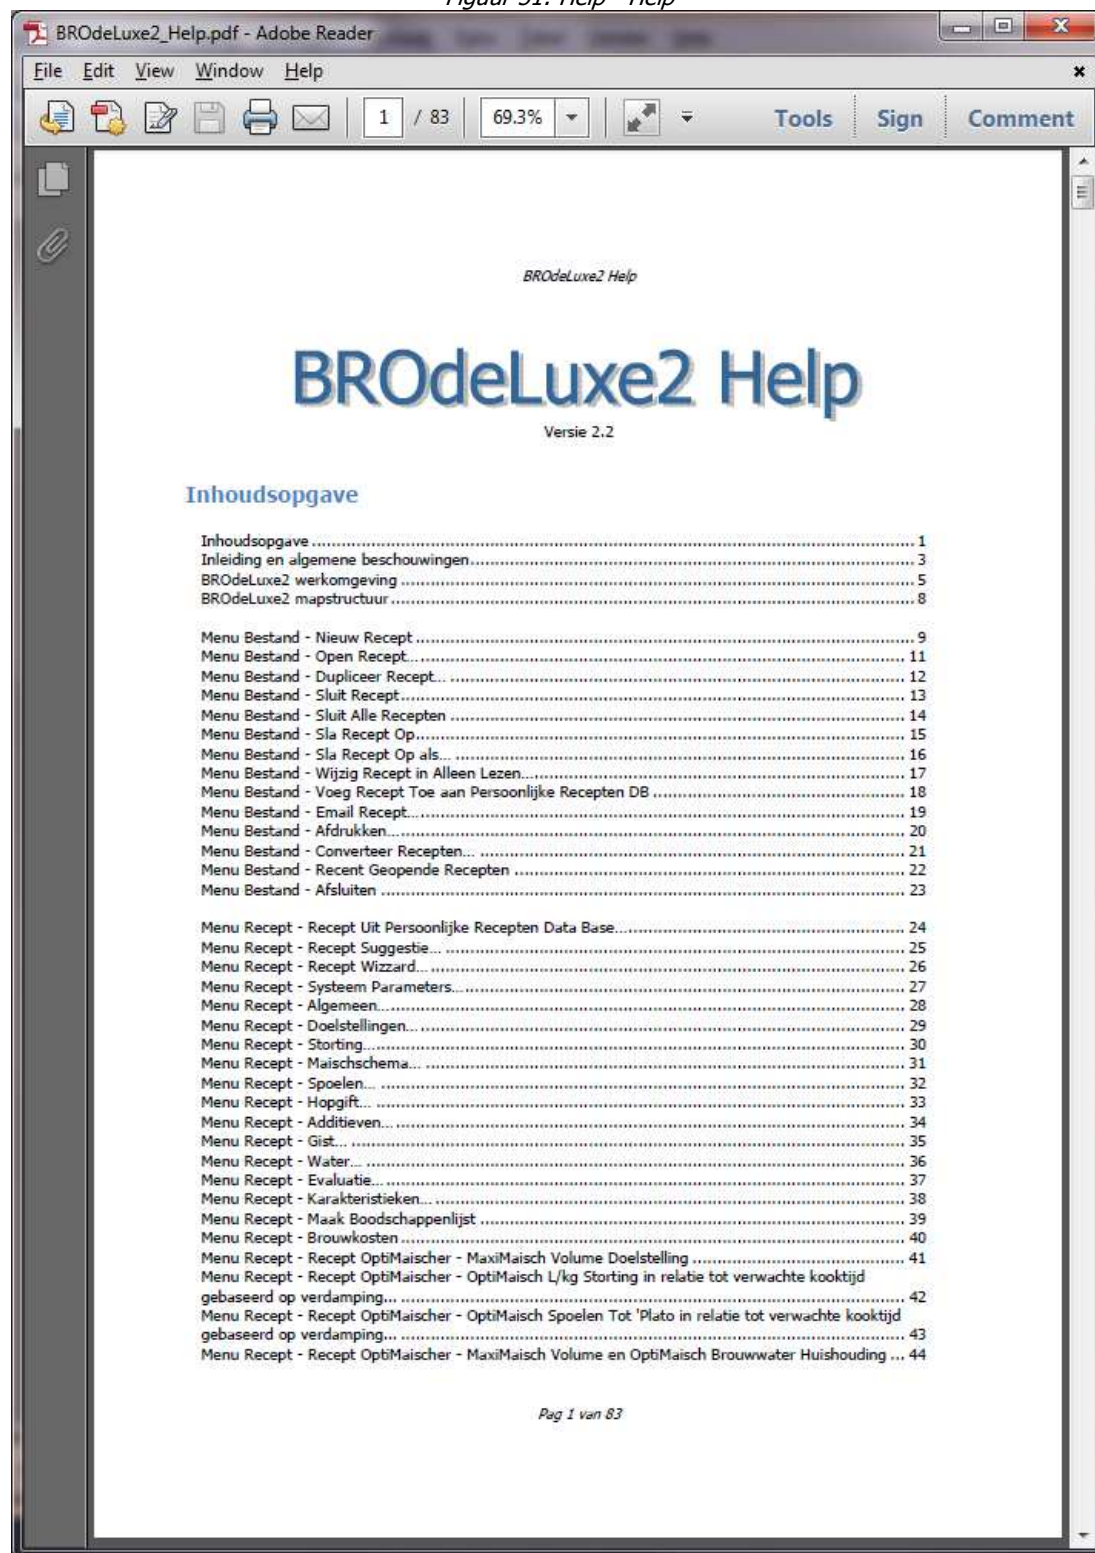 Figuur 51: Help - Help
BROdeLuxe2_Help.pdf - Adobe Reader
File Edit View Window Help
1 / 83 69.3% Tools Sign Comment
BROdeLuxe2 Help
BROdeLuxe2 Help
Versie 2.2
Inhoudsopgave
Inhoudsopgave ... 1
Inleiding en algemene beschouwingen ... 3
BROdeLuxe2 werkomgeving ... 5
BROdeLuxe2 mapstructuur ... 8
Menu Bestand - Nieuw Recept ... 9
Menu Bestand - Open Recept... ... 11
Menu Bestand - Dupliceer Recept... ... 12
Menu Bestand - Sluit Recept ... 13
Menu Bestand - Sluit Alle Recepten ... 14
Menu Bestand - Sla Recept Op ... 15
Menu Bestand - Sla Recept Op als... ... 16
Menu Bestand - Wijzig Recept in Alleen Lezen... ... 17
Menu Bestand - Voeg Recept Toe aan Persoonlijke Recepten DB ... 18
Menu Bestand - Email Recept... ... 19
Menu Bestand - Afdrukken... ... 20
Menu Bestand - Converteer Recepten... ... 21
Menu Bestand - Recent Geopende Recepten ... 22
Menu Bestand - Afsluiten ... 23
Menu Recept - Recept Uit Persoonlijke Recepten Data Base... ... 24
Menu Recept - Recept Suggestie... ... 25
Menu Recept - Recept Wizzard... ... 26
Menu Recept - Systeem Parameters... ... 27
Menu Recept - Algemeen... ... 28
Menu Recept - Doelstellingen... ... 29
Menu Recept - Storting... ... 30
Menu Recept - Maischschema... ... 31
Menu Recept - Spoelen... ... 32
Menu Recept - Hopgift... ... 33
Menu Recept - Additieven... ... 34
Menu Recept - Gist... ... 35
Menu Recept - Water... ... 36
Menu Recept - Evaluatie... ... 37
Menu Recept - Karakteristieken... ... 38
Menu Recept - Maak Boodschappenlijst ... 39
Menu Recept - Brouwkosten ... 40
Menu Recept - Recept OptiMaischer - MaxiMaisch Volume Doelstelling ... 41
Menu Recept - Recept OptiMaischer - OptiMaisch L/kg Storting in relatie tot verwachte kooktijd
gebaseerd op verdamping... ... 42
Menu Recept - Recept OptiMaischer - OptiMaisch Spoelen Tot 'Plato in relatie tot verwachte kooktijd
gebaseerd op verdamping... ... 43
Menu Recept - Recept OptiMaischer - MaxiMaisch Volume en OptiMaisch Brouwwater Huishouding ... 44
Pag 1 van 83